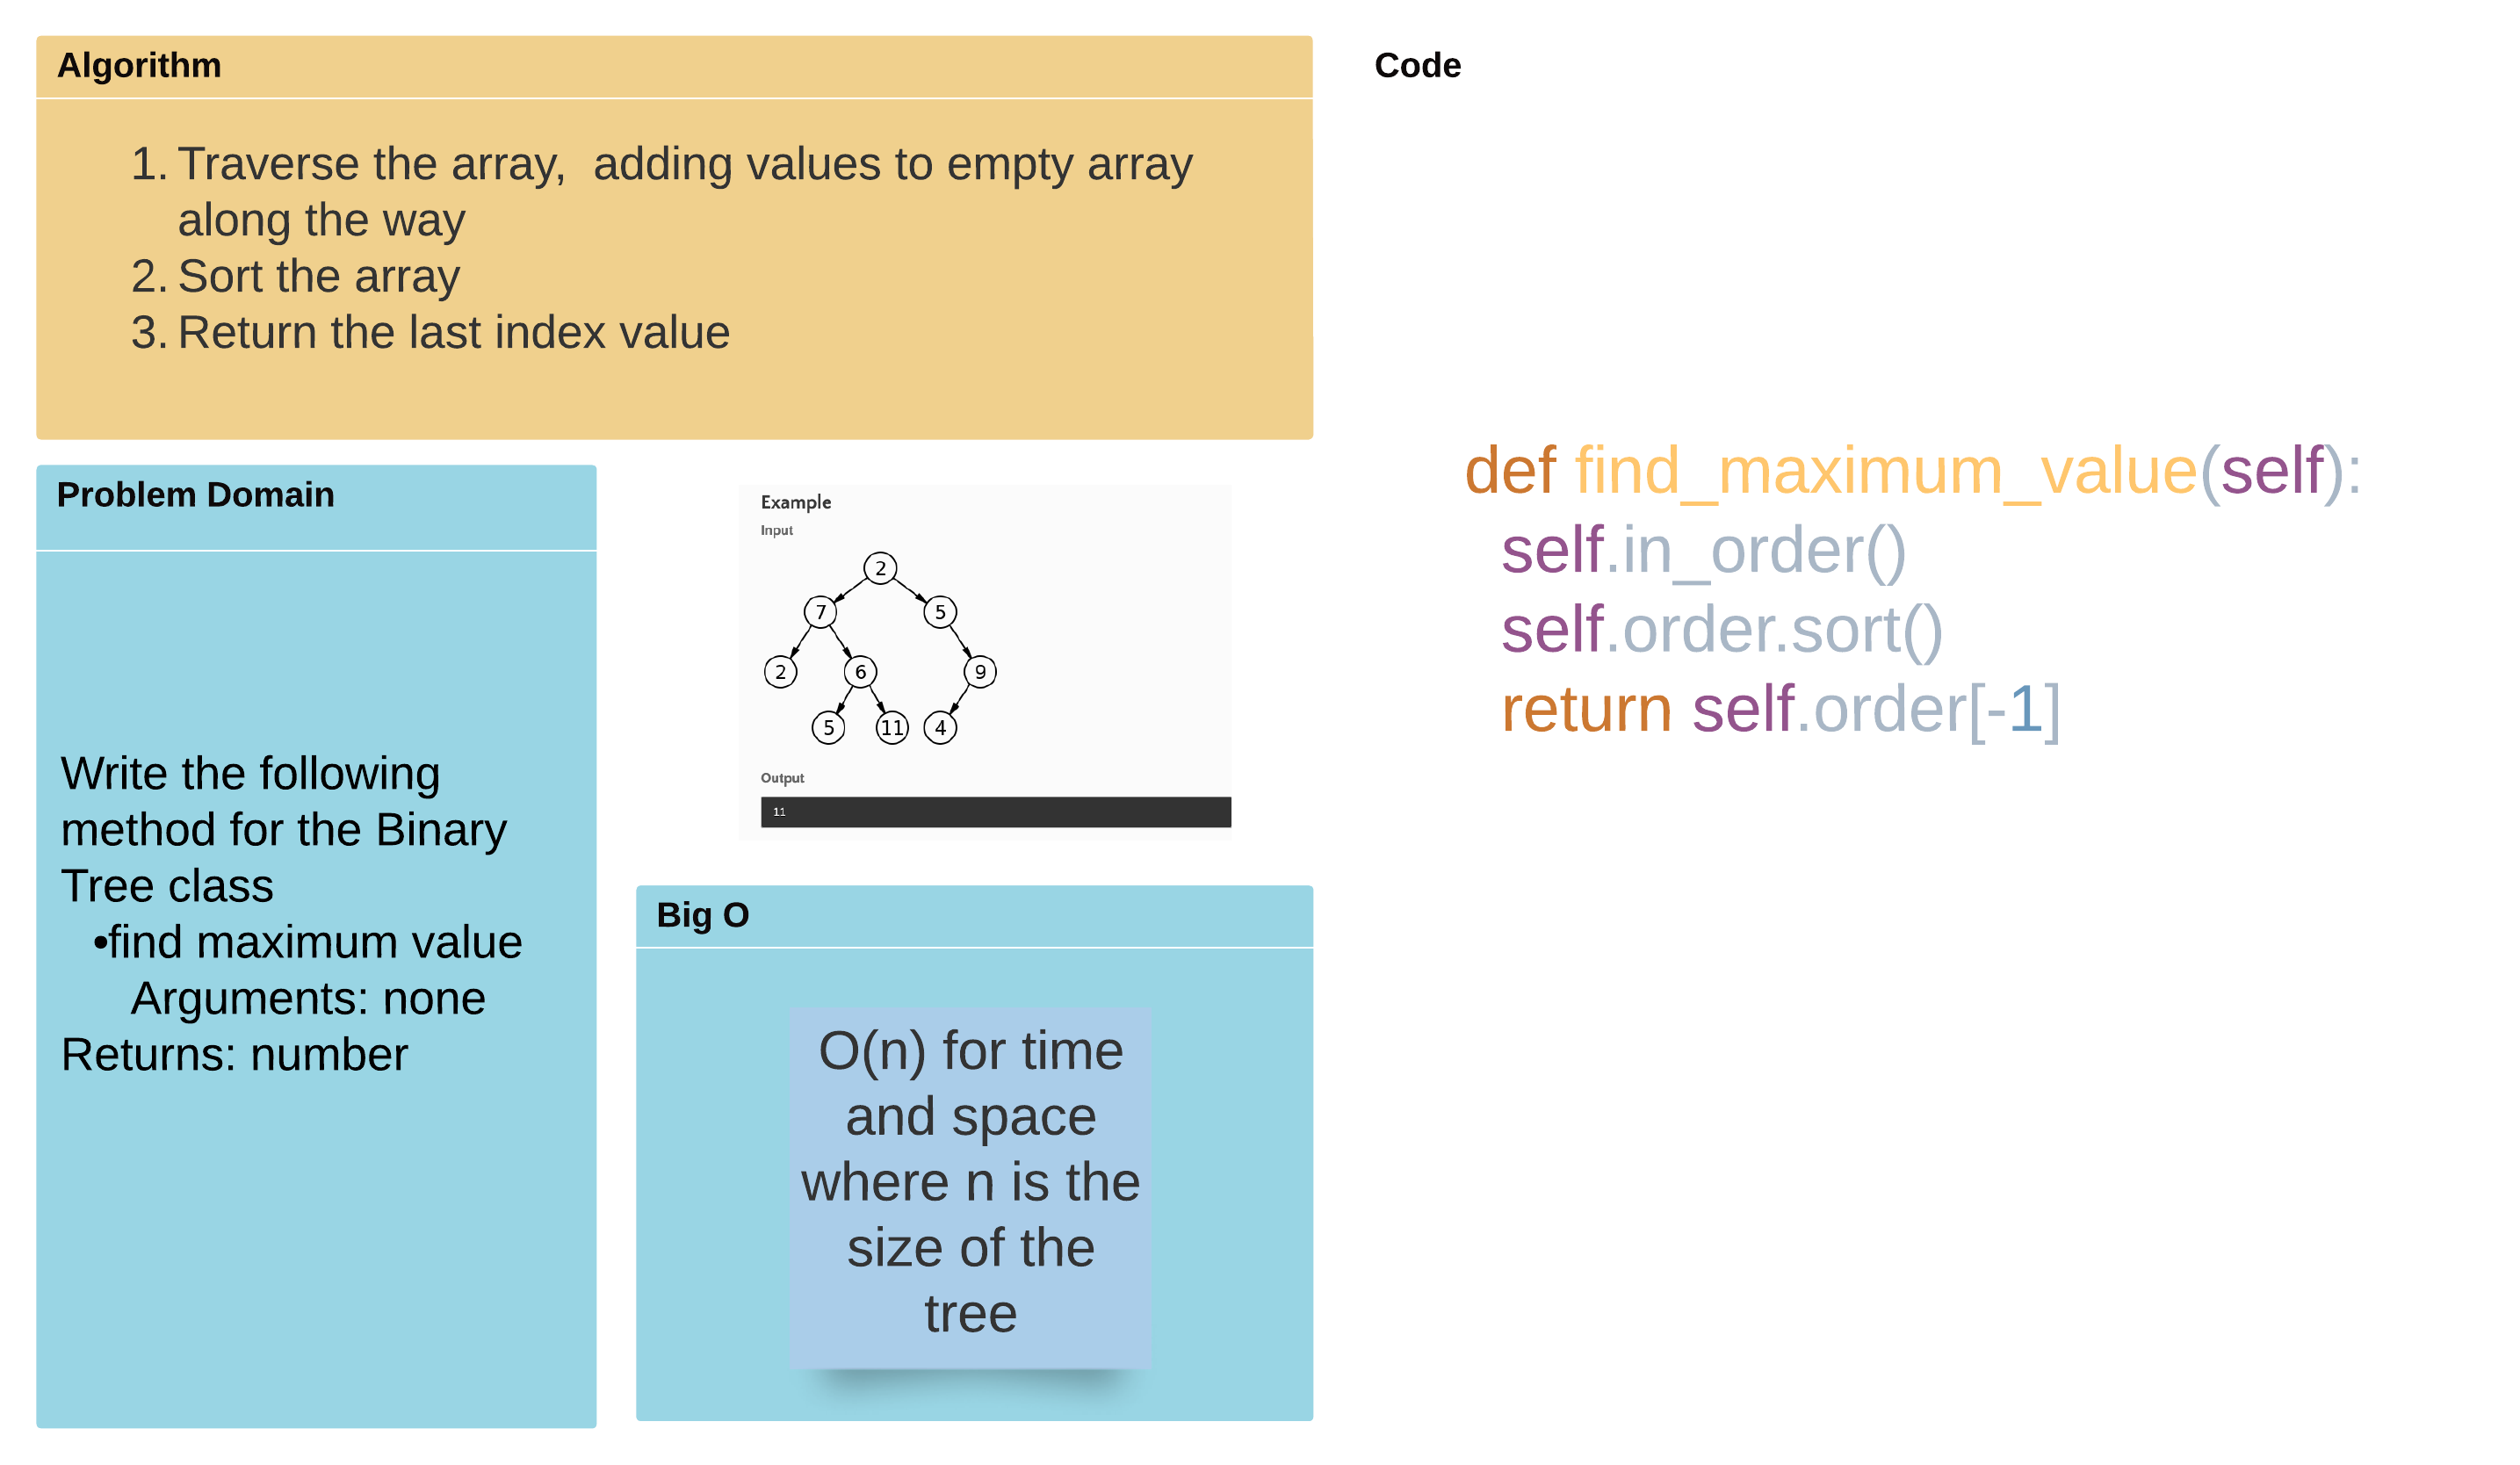 Algorithm
1. Traverse the array,  adding values to empty array
along the way
2. Sort the array
3. Return the last index value
Problem Domain
Write the following
method for the Binary
Tree class
•find maximum value
Arguments: none
Returns: number
Example
Input
2
7 5
2 6 9
5 11 4
Output
11
Big O
O(n) for time
and space
where n is the
size of the
tree
Code
def find_maximum_value(self):
self.in_order()
self.order.sort()
return self.order[-1]